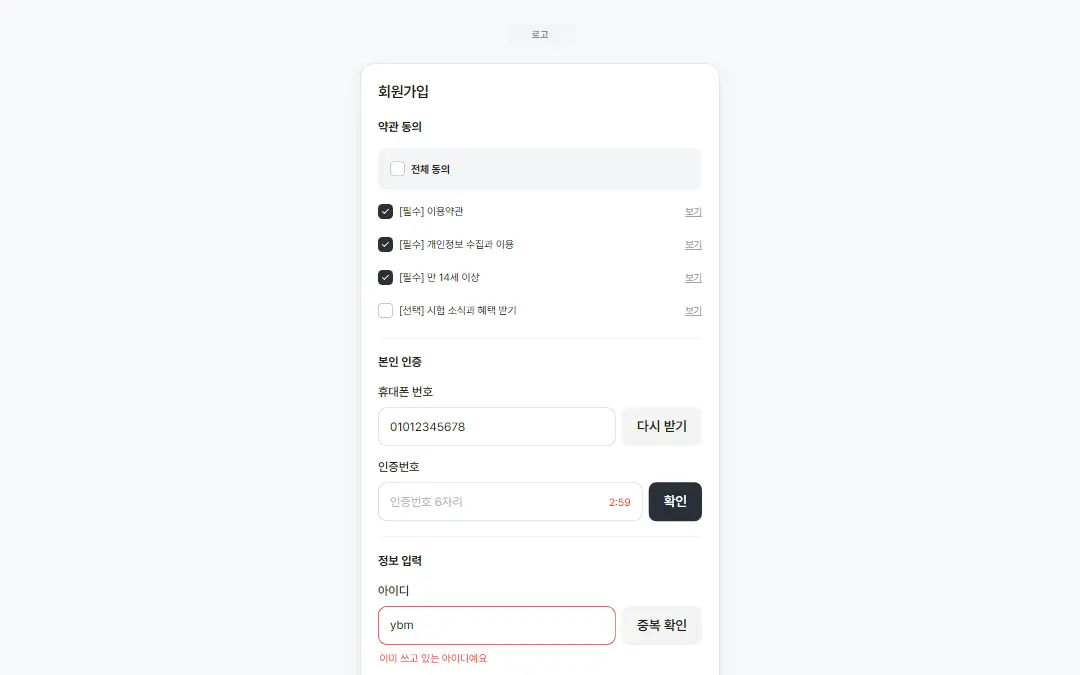 로고
회원가입
약관 동의
전체 동의
[필수] 이용약관 보기
[필수] 개인정보 수집과 이용 보기
[필수] 만 14세 이상 보기
[선택] 시험 소식과 혜택 받기 보기
본인 인증
휴대폰 번호
01012345678 다시 받기
인증번호
인증번호 6자리 2:59 확인
정보 입력
아이디
ybm 중복 확인
이미 쓰고 있는 아이디예요